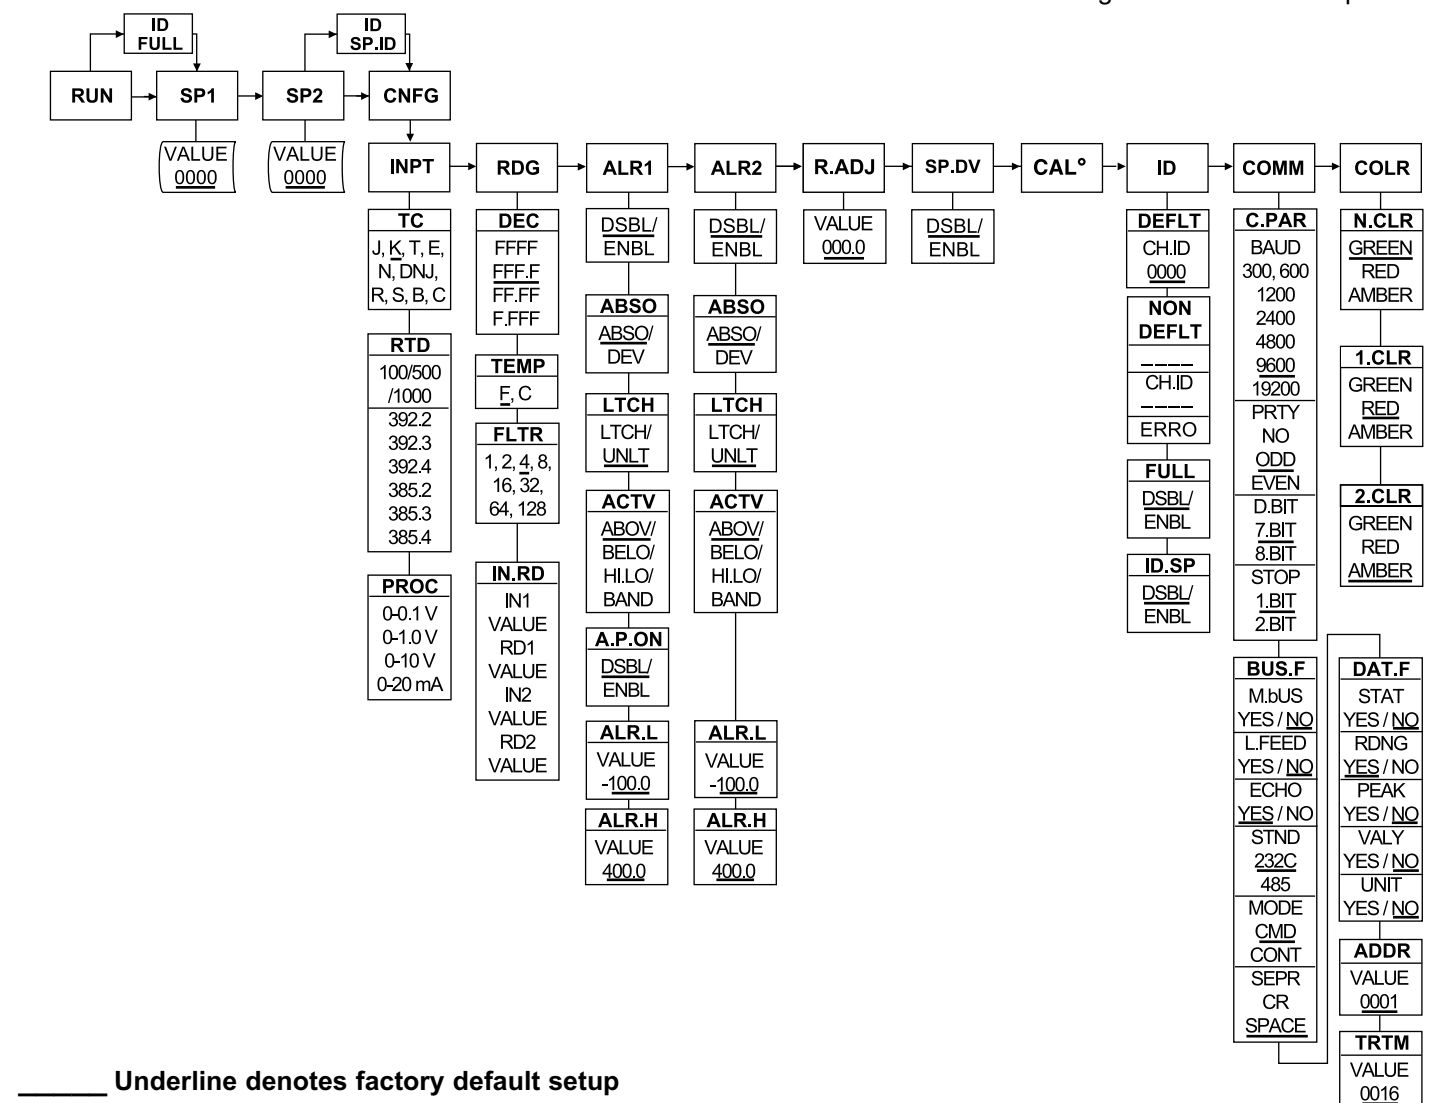 ID
FULL
ID
SP.ID
RUN
SP1
SP2
CNFG
VALUE
0000
VALUE
0000
INPT
RDG
ALR1
ALR2
R.ADJ
SP.DV
CAL°
ID
COMM
COLR
TC
J, K, T, E,
N, DNJ,
R, S, B, C
RTD
100/500
/1000
392.2
392.3
392.4
385.2
385.3
385.4
PROC
0-0.1 V
0-1.0 V
0-10 V
0-20 mA
DEC
FFFF
FFF.F
FF.FF
F.FFF
TEMP
F, C
FLTR
1, 2, 4, 8,
16, 32,
64, 128
IN.RD
IN1
VALUE
RD1
VALUE
IN2
VALUE
RD2
VALUE
DSBL/
ENBL
ABSO
ABSO/
DEV
LTCH
LTCH/
UNLT
ACTV
ABOV/
BELO/
HI.LO/
BAND
A.P.ON
DSBL/
ENBL
ALR.L
VALUE
-100.0
ALR.H
VALUE
400.0
DSBL/
ENBL
ABSO
ABSO/
DEV
LTCH
LTCH/
UNLT
ACTV
ABOV/
BELO/
HI.LO/
BAND
ALR.L
VALUE
-100.0
ALR.H
VALUE
400.0
VALUE
000.0
DSBL/
ENBL
DEFLT
CH.ID
0000
NON
DEFLT
_ _ _ _
CH.ID
_ _ _ _
ERRO
FULL
DSBL/
ENBL
ID.SP
DSBL/
ENBL
C.PAR
BAUD
300, 600
1200
2400
4800
9600
19200
PRTY
NO
ODD
EVEN
D.BIT
7.BIT
8.BIT
STOP
1.BIT
2.BIT
BUS.F
M.bUS
YES / NO
L.FEED
YES / NO
ECHO
YES / NO
STND
232C
485
MODE
CMD
CONT
SEPR
CR
SPACE
N.CLR
GREEN
RED
AMBER
1.CLR
GREEN
RED
AMBER
2.CLR
GREEN
RED
AMBER
DAT.F
STAT
YES / NO
RDNG
YES / NO
PEAK
YES / NO
VALY
YES / NO
UNIT
YES / NO
ADDR
VALUE
0001
TRTM
VALUE
0016
______ Underline denotes factory default setup